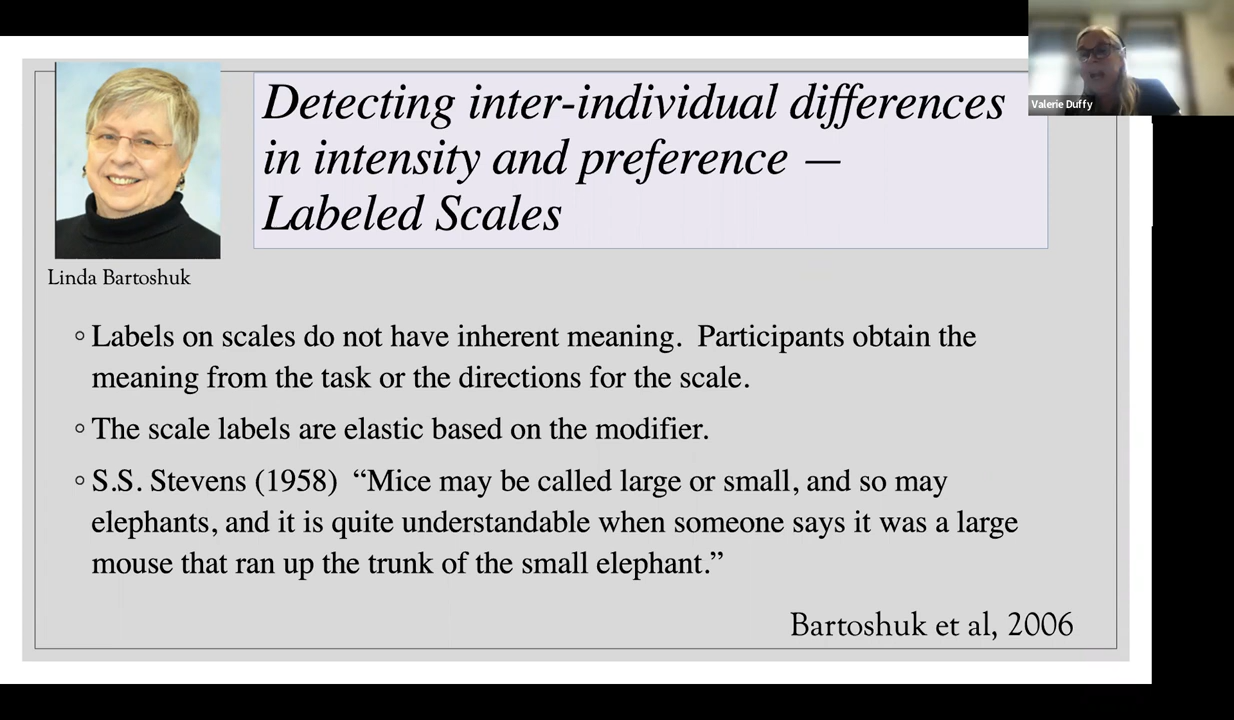 Detecting inter-individual differences
in intensity and preference —
Labeled Scales
Valerie Duffy
Linda Bartoshuk
◦ Labels on scales do not have inherent meaning.  Participants obtain the
meaning from the task or the directions for the scale.
◦ The scale labels are elastic based on the modifier.
◦ S.S. Stevens (1958)  “Mice may be called large or small, and so may
elephants, and it is quite understandable when someone says it was a large
mouse that ran up the trunk of the small elephant.”
Bartoshuk et al, 2006